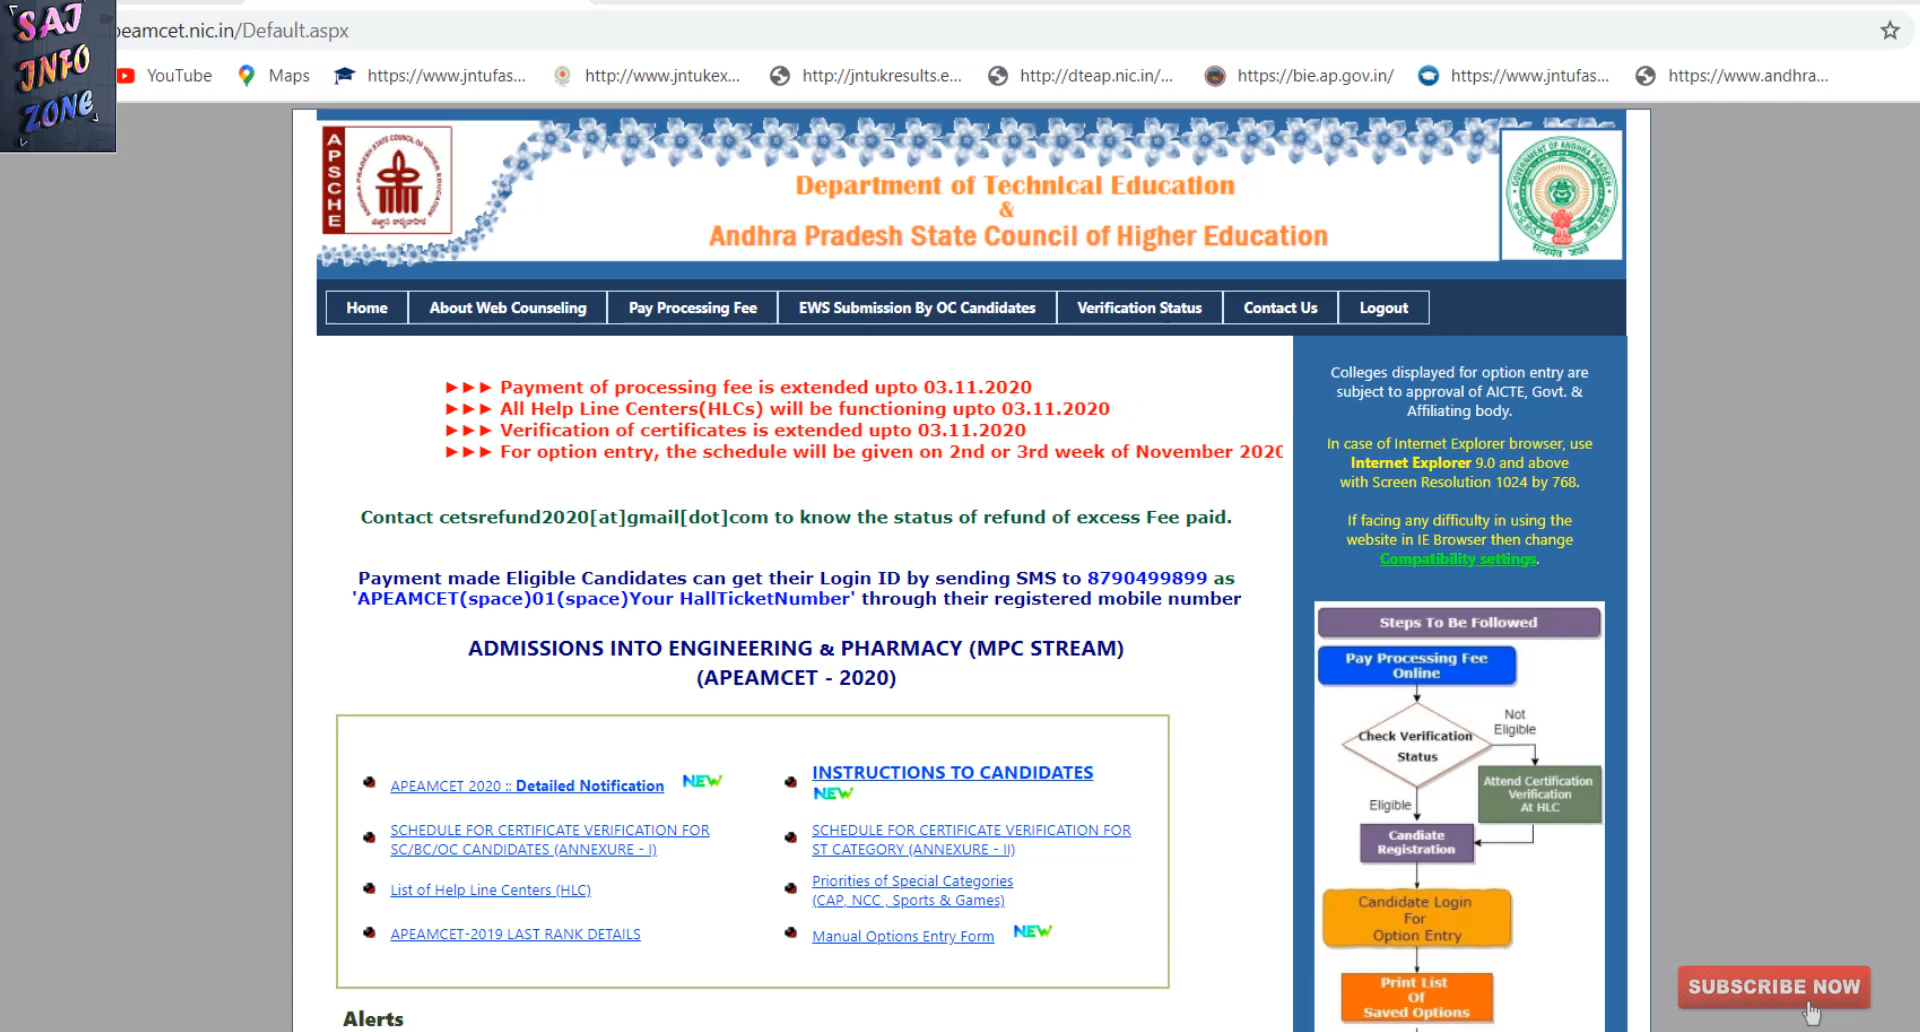 SAJ
INFO
ZONE
peamcet.nic.in/Default.aspx
YouTube
Maps
https://www.jntufas...
http://www.jntukex...
http://jntukresults.e...
http://dteap.nic.in/...
https://bie.ap.gov.in/
https://www.jntufas...
https://www.andhra...
APSCHE
Department of Technical Education
&
Andhra Pradesh State Council of Higher Education
Home
About Web Counseling
Pay Processing Fee
EWS Submission By OC Candidates
Verification Status
Contact Us
Logout
►►► Payment of processing fee is extended upto 03.11.2020
►►► All Help Line Centers(HLCs) will be functioning upto 03.11.2020
►►► Verification of certificates is extended upto 03.11.2020
►►► For option entry, the schedule will be given on 2nd or 3rd week of November 2020
Contact cetsrefund2020[at]gmail[dot]com to know the status of refund of excess Fee paid.
Payment made Eligible Candidates can get their Login ID by sending SMS to 8790499899 as
'APEAMCET(space)01(space)Your HallTicketNumber' through their registered mobile number
ADMISSIONS INTO ENGINEERING & PHARMACY (MPC STREAM)
(APEAMCET - 2020)
APEAMCET 2020 :: Detailed Notification NEW
INSTRUCTIONS TO CANDIDATES
NEW
SCHEDULE FOR CERTIFICATE VERIFICATION FOR
SC/BC/OC CANDIDATES (ANNEXURE - I)
SCHEDULE FOR CERTIFICATE VERIFICATION FOR
ST CATEGORY (ANNEXURE - II)
List of Help Line Centers (HLC)
Priorities of Special Categories
(CAP, NCC , Sports & Games)
APEAMCET-2019 LAST RANK DETAILS
Manual Options Entry Form NEW
Alerts
Colleges displayed for option entry are
subject to approval of AICTE, Govt. &
Affiliating body.
In case of Internet Explorer browser, use
Internet Explorer 9.0 and above
with Screen Resolution 1024 by 768.
If facing any difficulty in using the
website in IE Browser then change
Compatibility settings.
Steps To Be Followed
Pay Processing Fee
Online
Check Verification
Status
Not
Eligible
Attend Certification
Verification
At HLC
Eligible
Candiate
Registration
Candidate Login
For
Option Entry
Print List
Of
Saved Options
SUBSCRIBE NOW